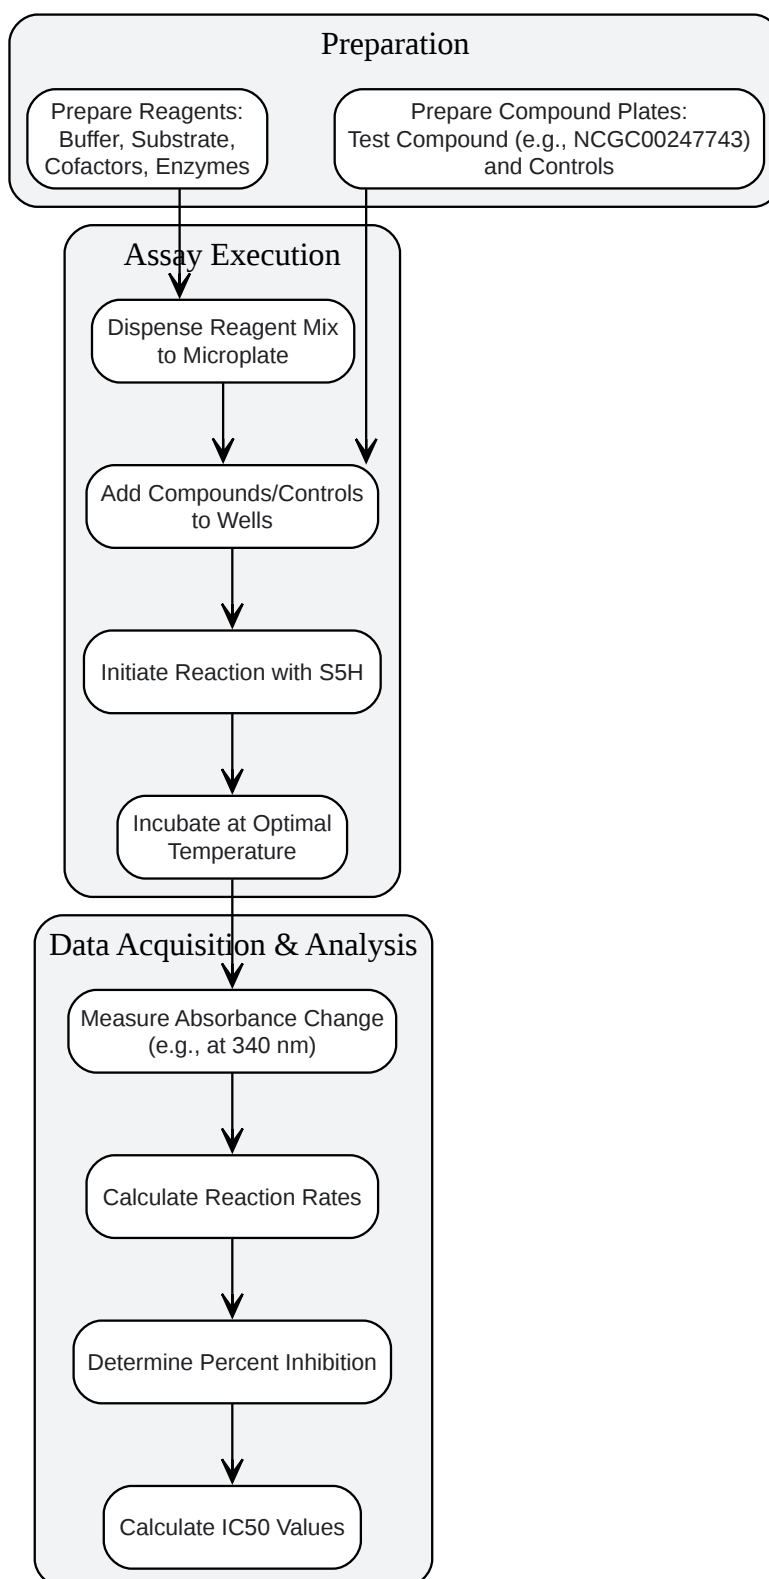 Preparation
Prepare Reagents:
Buffer, Substrate,
Cofactors, Enzymes
Prepare Compound Plates:
Test Compound (e.g., NCGC00247743)
and Controls
Assay Execution
Dispense Reagent Mix
to Microplate
Add Compounds/Controls
to Wells
Initiate Reaction with S5H
Incubate at Optimal
Temperature
Data Acquisition & Analysis
Measure Absorbance Change
(e.g., at 340 nm)
Calculate Reaction Rates
Determine Percent Inhibition
Calculate IC50 Values